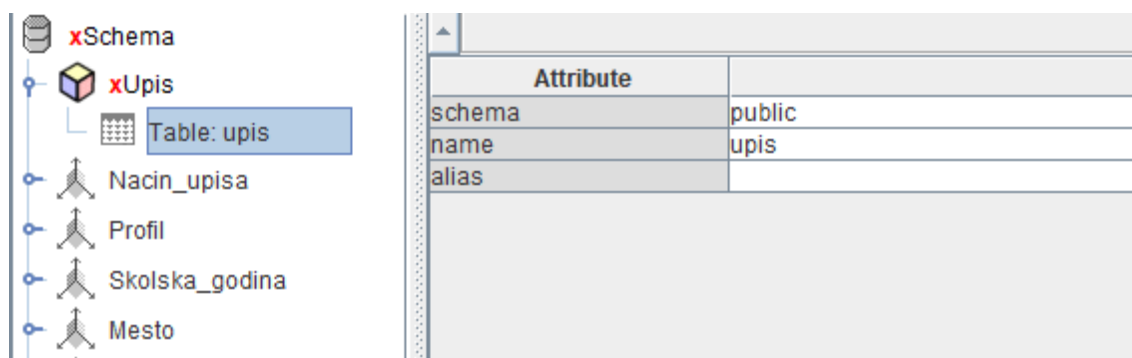 xSchema
xUpis
Table: upis
Nacin_upisa
Profil
Skolska_godina
Mesto
Attribute
schema public
name upis
alias